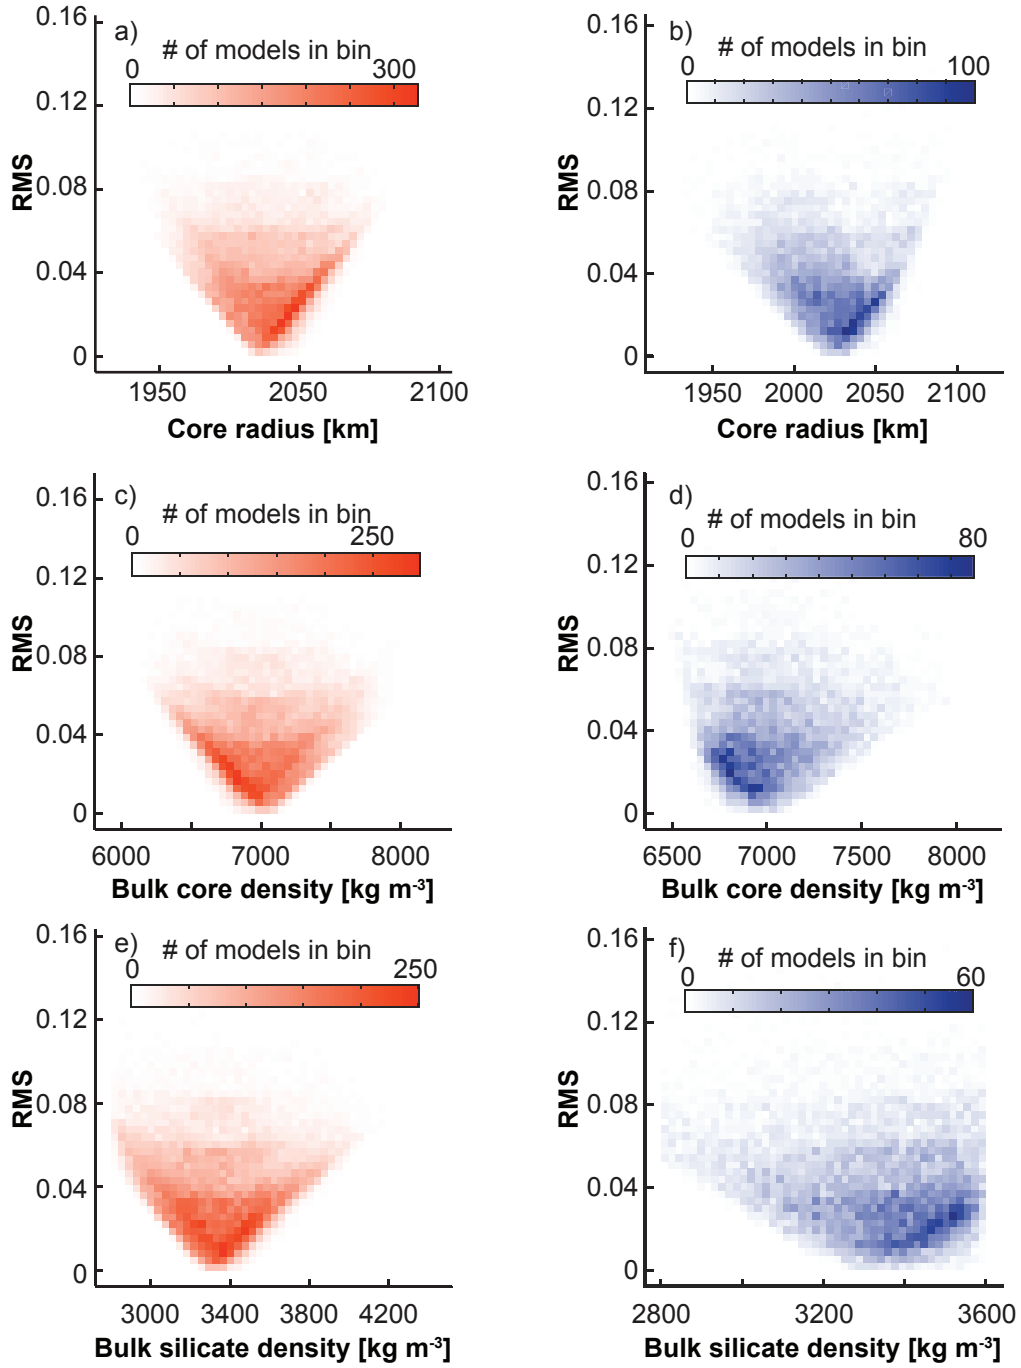 a)
# of models in bin
0 300
0.16
0.12
0.08
0.04
0
RMS
1950 2050 2100
Core radius [km]
b)
# of models in bin
0 100
0.16
0.12
0.08
0.04
0
RMS
1950 2000 2050 2100
Core radius [km]
c)
# of models in bin
0 250
0.16
0.12
0.08
0.04
0
RMS
6000 7000 8000
Bulk core density [kg m⁻³]
d)
# of models in bin
0 80
0.16
0.12
0.08
0.04
0
RMS
6500 7000 7500 8000
Bulk core density [kg m⁻³]
e)
# of models in bin
0 250
0.16
0.12
0.08
0.04
0
RMS
3000 3400 3800 4200
Bulk silicate density [kg m⁻³]
f)
# of models in bin
0 60
0.16
0.12
0.08
0.04
0
RMS
2800 3200 3600
Bulk silicate density [kg m⁻³]